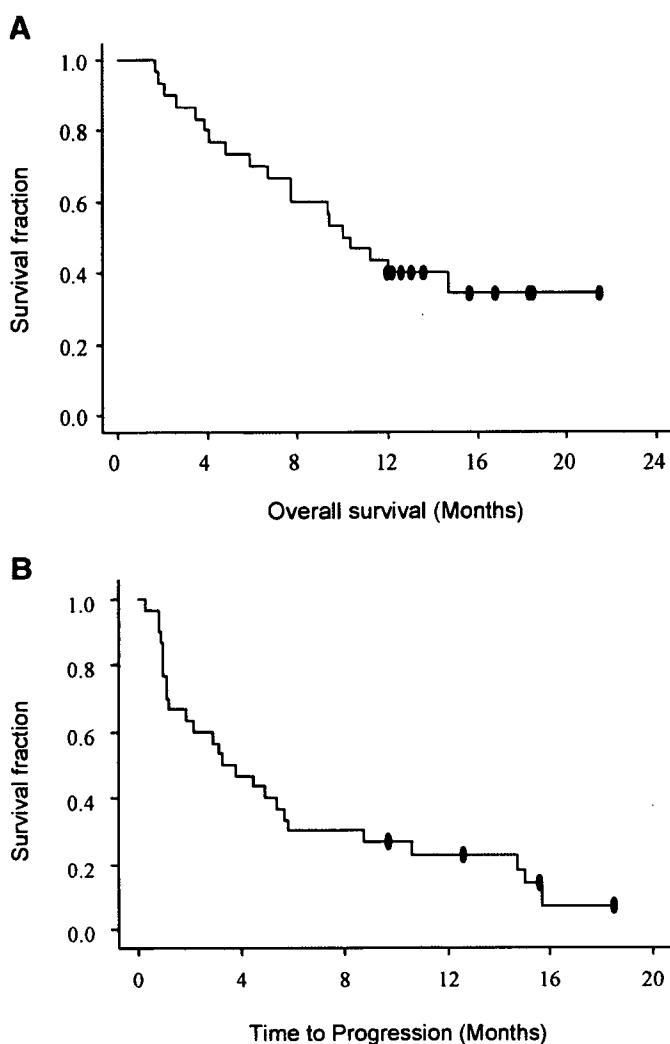 A
1.0
0.8
0.6
0.4
0.2
0.0
Survival fraction
0 4 8 12 16 20 24
Overall survival (Months)
B
1.0
0.8
0.6
0.4
0.2
0.0
Survival fraction
0 4 8 12 16 20
Time to Progression (Months)